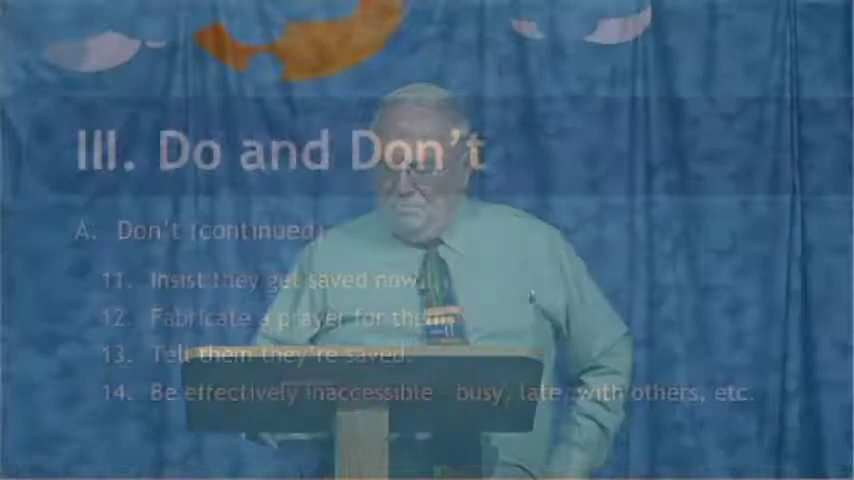 III. Do and Don't
A. Don't (continued)
11. Insist they get saved now.
12. Fabricate a prayer for them.
13. Tell them they're saved.
14. Be effectively inaccessible - busy, late, with others, etc.